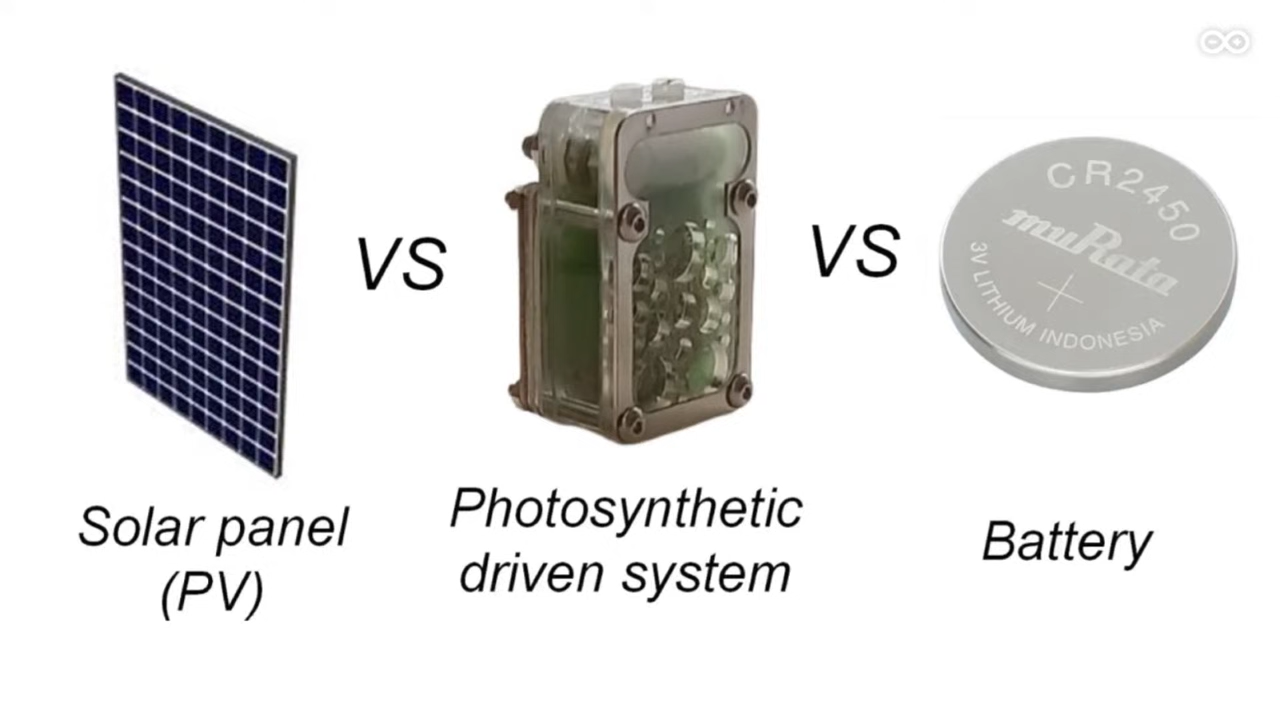 VS
VS
CR2450
muRata
3V LITHIUM INDONESIA
+
Solar panel
(PV)
Photosynthetic
driven system
Battery